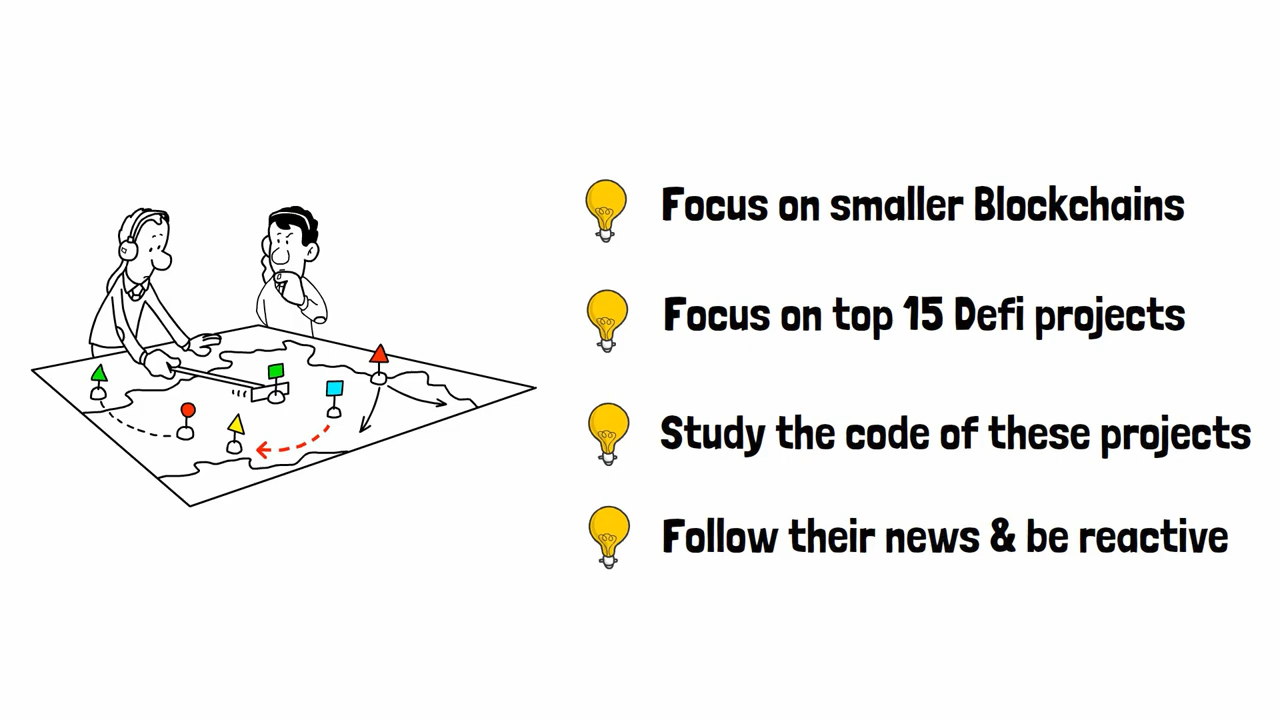 Focus on smaller Blockchains
Focus on top 15 Defi projects
Study the code of these projects
Follow their news & be reactive